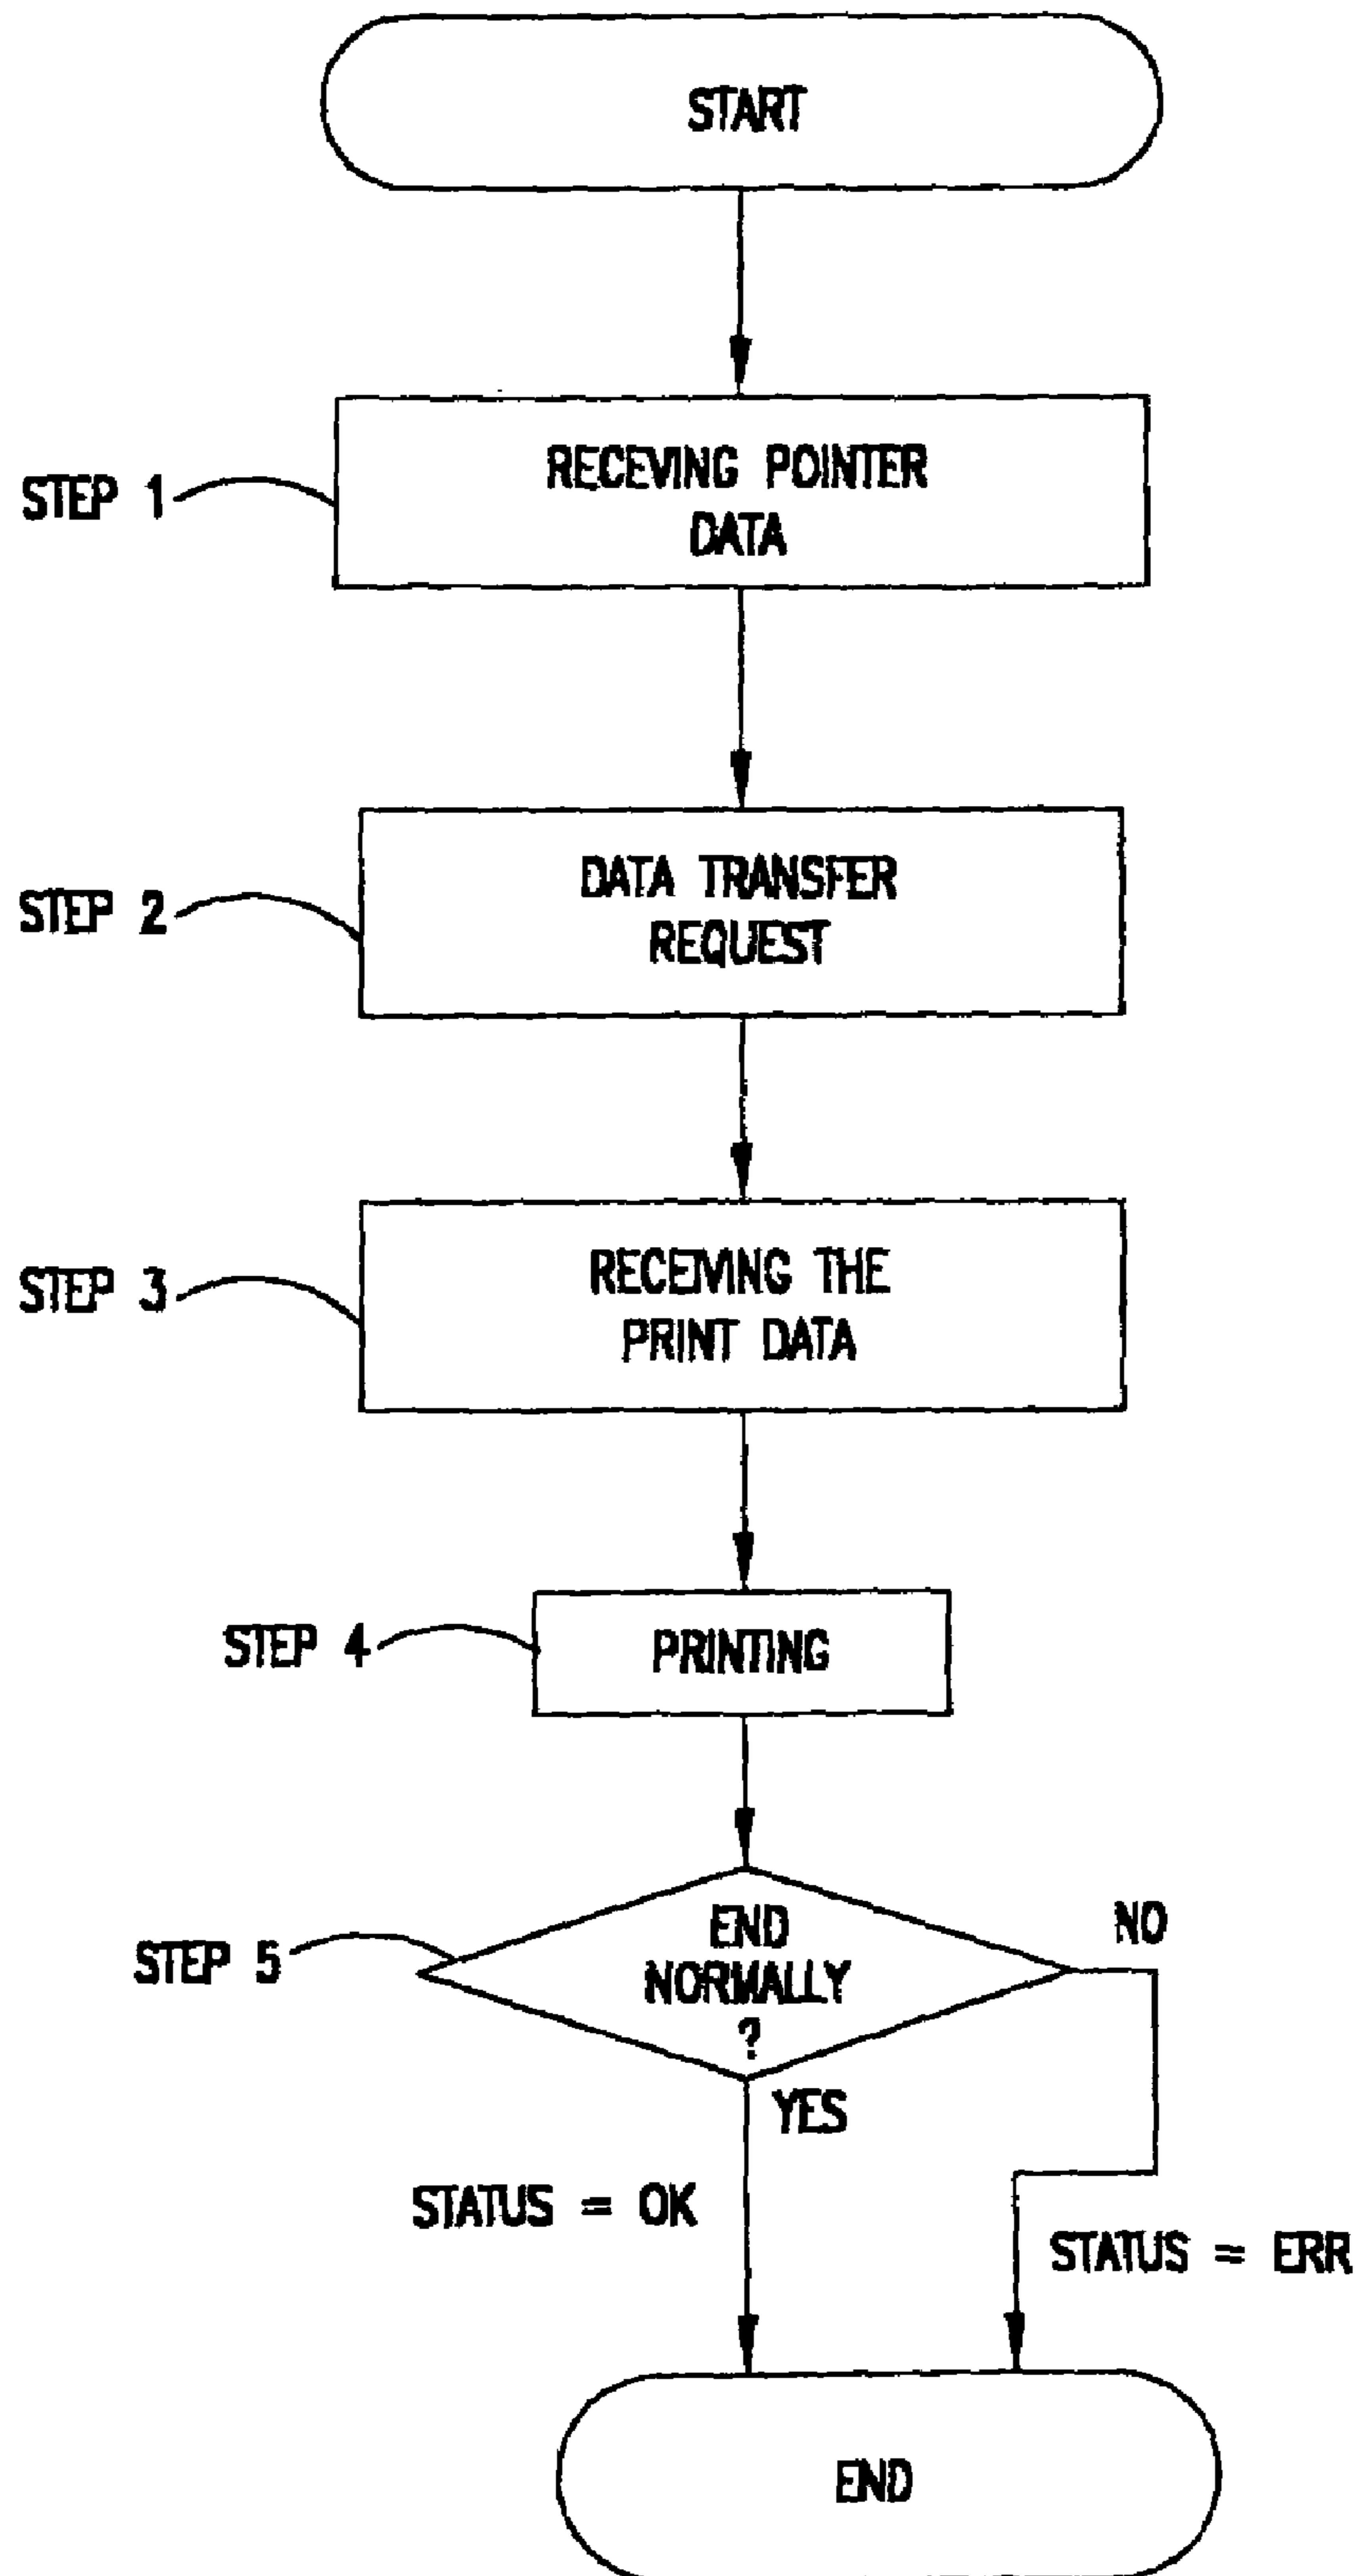 START
STEP 1
RECEVING POINTER
DATA
STEP 2
DATA TRANSFER
REQUEST
STEP 3
RECEIVING THE
PRINT DATA
STEP 4
PRINTING
STEP 5
END
NORMALLY
?
NO
YES
STATUS = OK
STATUS = ERR
END